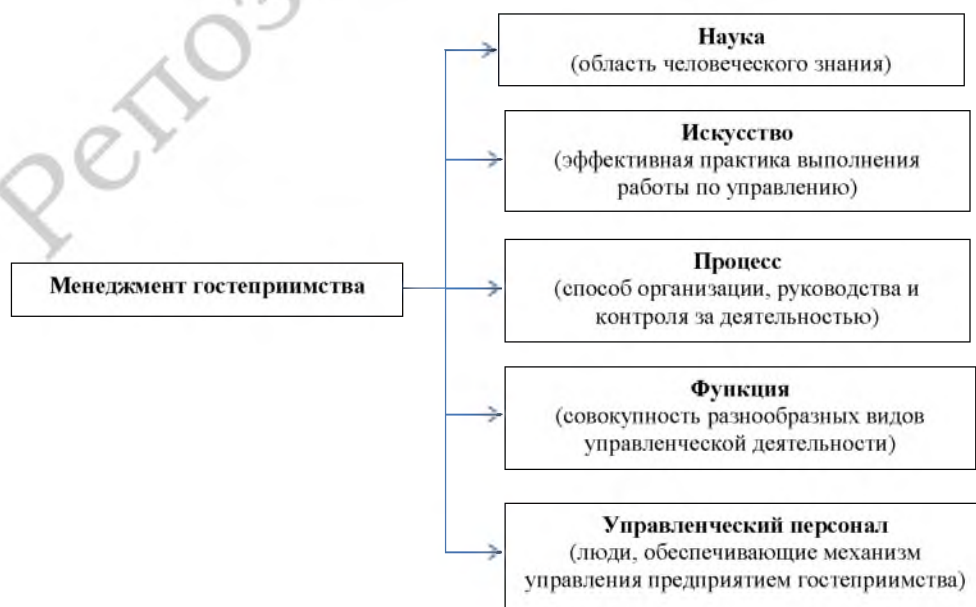 Репоз
Наука
(область человеческого знания)
Искусство
(эффективная практика выполнения
работы по управлению)
Менеджмент гостеприимства
Процесс
(способ организации, руководства и
контроля за деятельностью)
Функция
(совокупность разнообразных видов
управленческой деятельности)
Управленческий персонал
(люди, обеспечивающие механизм
управления предприятием гостеприимства)